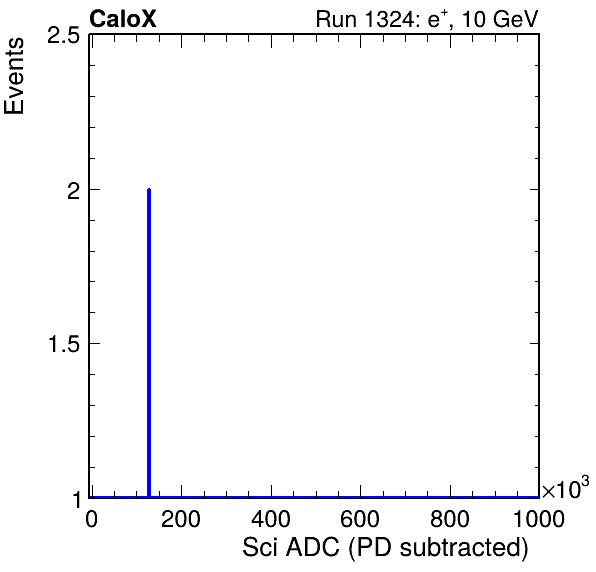 CaloX Run 1324: e⁺, 10 GeV
Events
2.5
2
1.5
1
0 200 400 600 800 1000
×10³
Sci ADC (PD subtracted)